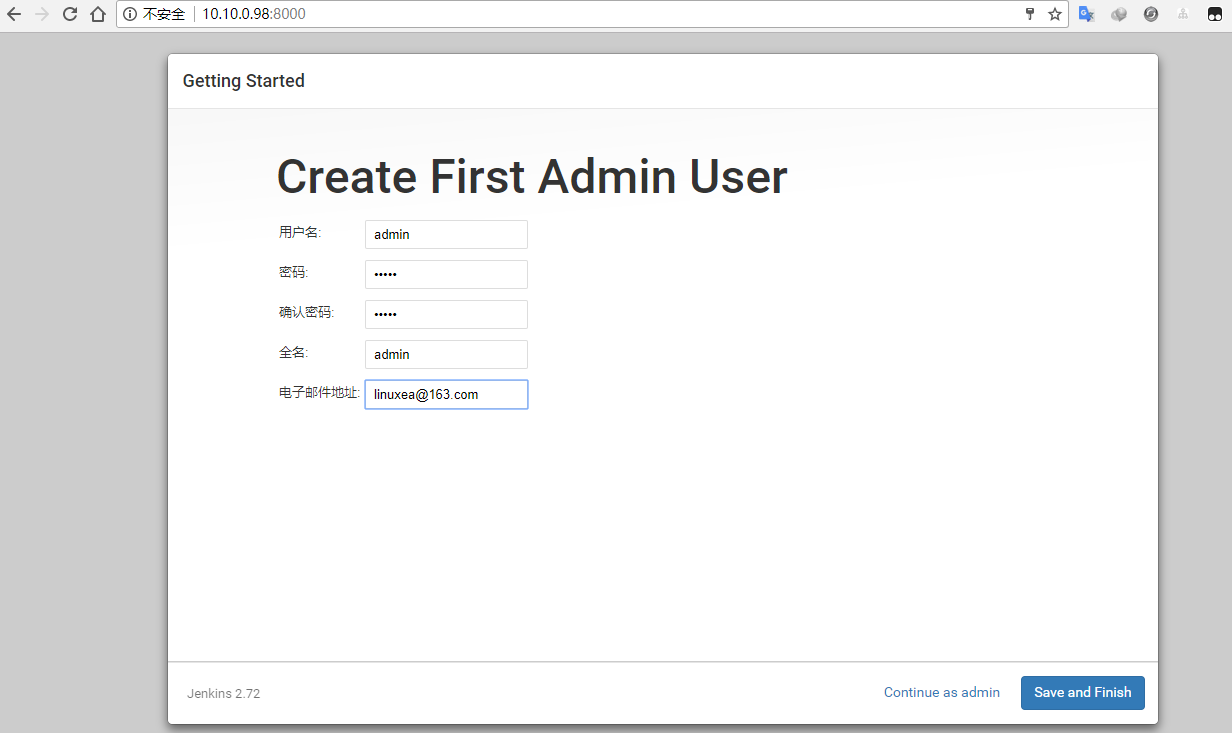 不安全 10.10.0.98:8000
Getting Started
Create First Admin User
用户名: admin
密码: •••••
确认密码: •••••
全名: admin
电子邮件地址: linuxea@163.com
Jenkins 2.72 Continue as admin Save and Finish